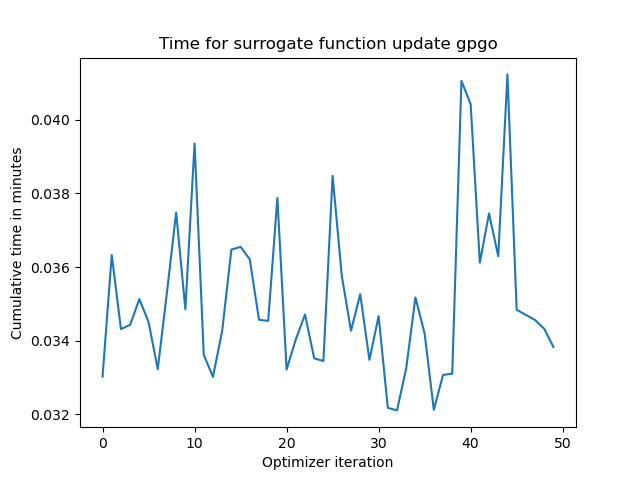 Time for surrogate function update gpgo
Cumulative time in minutes
0.040
0.038
0.036
0.034
0.032
0 10 20 30 40 50
Optimizer iteration